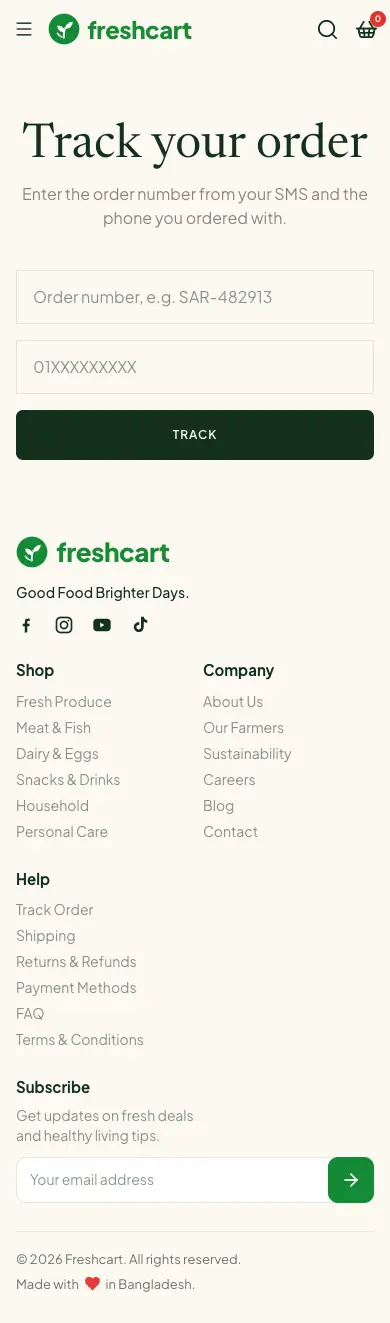 freshcart
0
Track your order
Enter the order number from your SMS and the
phone you ordered with.
Order number, e.g. SAR-482913
01XXXXXXXXX
TRACK
freshcart
Good Food Brighter Days.
Shop
Fresh Produce
Meat & Fish
Dairy & Eggs
Snacks & Drinks
Household
Personal Care
Company
About Us
Our Farmers
Sustainability
Careers
Blog
Contact
Help
Track Order
Shipping
Returns & Refunds
Payment Methods
FAQ
Terms & Conditions
Subscribe
Get updates on fresh deals
and healthy living tips.
Your email address
© 2026 Freshcart. All rights reserved.
Made with ❤ in Bangladesh.